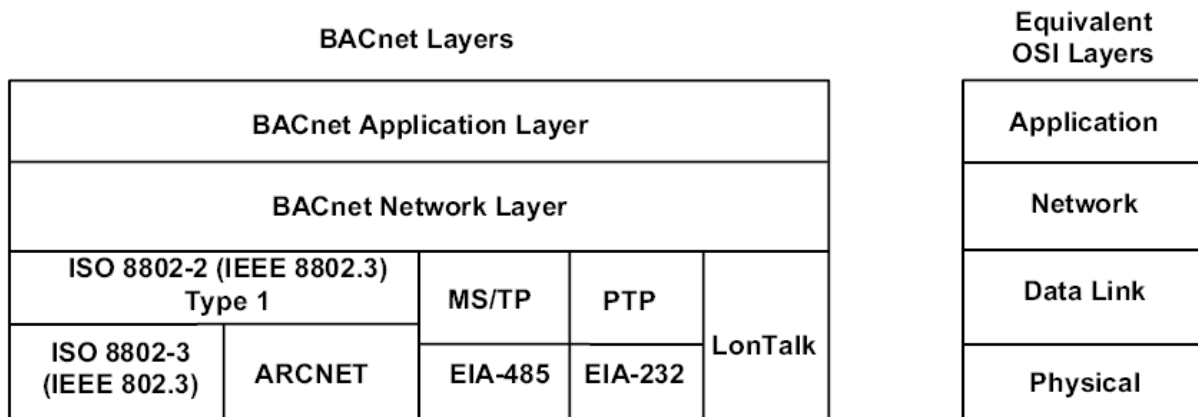 BACnet Layers
Equivalent
OSI Layers
BACnet Application Layer
Application
BACnet Network Layer
Network
ISO 8802-2 (IEEE 8802.3)
Type 1
MS/TP
PTP
LonTalk
Data Link
ISO 8802-3
(IEEE 802.3)
ARCNET
EIA-485
EIA-232
Physical